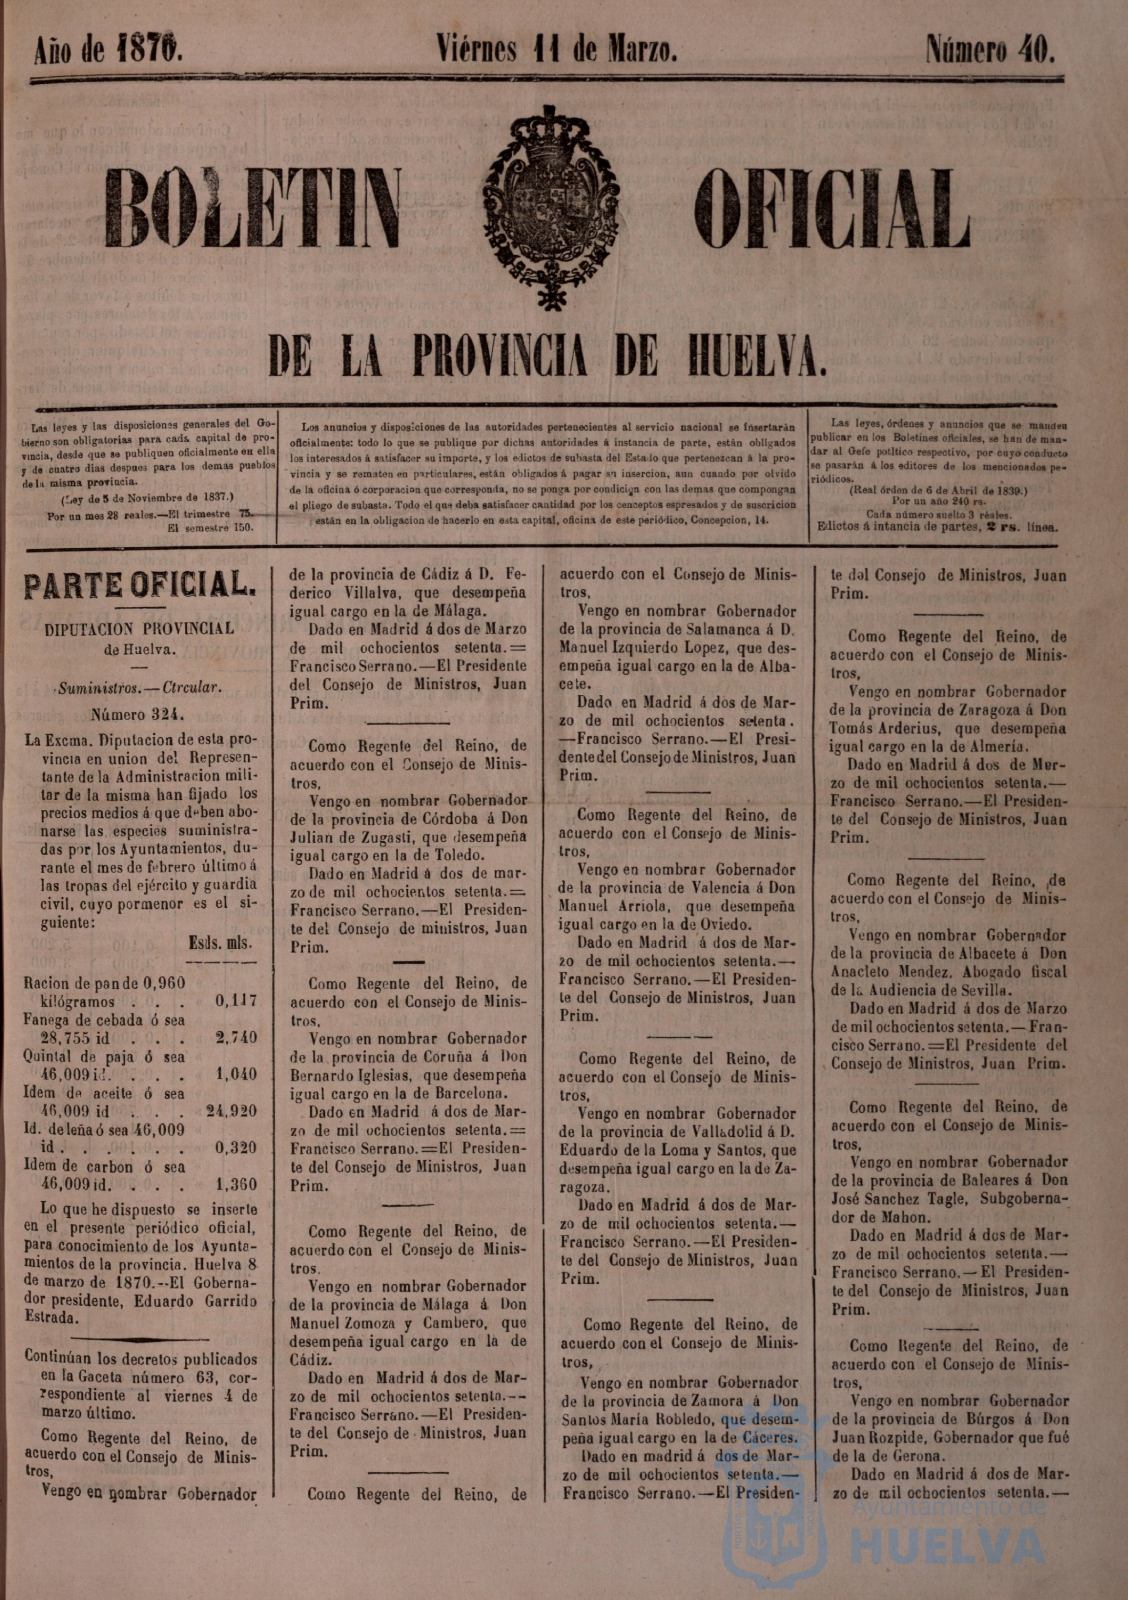 Año de 1870.
Viérnes 11 de Marzo.
Número 40.
BOLETIN OFICIAL
DE LA PROVINCIA DE HUELVA.
Las leyes y las disposiciones generales del Go-
bierno son obligatorias para cada capital de pro-
vincia, desde que se publiquen oficialmente en ella
y de cuatro dias despues para los demas pueblos
de la misma provincia.
(Ley de 5 de Noviembre de 1837.)
Por un mes 28 reales.—El trimestre 75.
El semestre 150.
Los anuncios y disposiciones de las autoridades pertenecientes al servicio nacional se insertarán
oficialmente: todo lo que se publique por dichas autoridades á instancia de parte, están obligados
los interesados á satisfacer su importe, y los edictos de subasta del Estado que pertenezcan á la pro-
vincia y se rematen en particulares, están obligados á pagar su insercion, aun cuando por olvido
de la oficina ó corporacion que corresponda, no se ponga por condicion con las demas que compongan
el pliego de subasta. Todo el que deba satisfacer cantidad por los conceptos espresados y de suscricion
están en la obligacion de hacerlo en esta capital, oficina de este periódico, Concepcion, 14.
Las leyes, órdenes y anuncios que se manden
publicar en los Boletines oficiales, se han de man-
dar al Gefe político respectivo, por cuyo conducto
se pasarán á los editores de los mencionados pe-
riódicos.
(Real órden de 6 de Abril de 1839.)
Por un año 240 rs.
Cada número suelto 3 reales.
Edictos á intancia de partes, 2 rs. línea.
PARTE OFICIAL.
DIPUTACION PROVINCIAL
de Huelva.
Suministros.—Circular.
Número 324.
La Excma. Diputacion de esta pro-
vincia en union del Represen-
tante de la Administracion mili-
tar de la misma han fijado los
precios medios á que deben abo-
narse las especies suministra-
das por los Ayuntamientos, du-
rante el mes de febrero último á
las tropas del ejército y guardia
civil, cuyo pormenor es el si-
guiente:
Esds. mls.
Racion de pan de 0,960
kilógramos . . . 0,117
Fanega de cebada ó sea
28,755 id . . . 2,740
Quintal de paja ó sea
46,009 id. . . . 1,040
Idem de aceite ó sea
46,009 id . . . 24,920
Id. de leña ó sea 46,009
id . . . . . . 0,320
Idem de carbon ó sea
46,009 id. . . . 1,360
Lo que he dispuesto se inserte
en el presente periódico oficial,
para conocimiento de los Ayunta-
mientos de la provincia. Huelva 8
de marzo de 1870.--El Goberna-
dor presidente, Eduardo Garrido
Estrada.
Continúan los decretos publicados
en la Gaceta número 63, cor-
respondiente al viernes 4 de
marzo último.
Como Regente del Reino, de
acuerdo con el Consejo de Minis-
tros,
Vengo en nombrar Gobernador
de la provincia de Cádiz á D. Fe-
derico Villalva, que desempeña
igual cargo en la de Málaga.
Dado en Madrid á dos de Marzo
de mil ochocientos setenta.=
Francisco Serrano.—El Presidente
del Consejo de Ministros, Juan
Prim.
Como Regente del Reino, de
acuerdo con el Consejo de Minis-
tros,
Vengo en nombrar Gobernador
de la provincia de Córdoba á Don
Julian de Zugasti, que desempeña
igual cargo en la de Toledo.
Dado en Madrid á dos de mar-
zo de mil ochocientos setenta.=
Francisco Serrano.—El Presiden-
te del Consejo de ministros, Juan
Prim.
Como Regente del Reino, de
acuerdo con el Consejo de Minis-
tros,
Vengo en nombrar Gobernador
de la provincia de Coruña á Don
Bernardo Iglesias, que desempeña
igual cargo en la de Barcelona.
Dado en Madrid á dos de Mar-
zo de mil ochocientos setenta.=
Francisco Serrano.=El Presiden-
te del Consejo de Ministros, Juan
Prim.
Como Regente del Reino, de
acuerdo con el Consejo de Minis-
tros.
Vengo en nombrar Gobernador
de la provincia de Málaga á Don
Manuel Zomoza y Cambero, que
desempeña igual cargo en la de
Cádiz.
Dado en Madrid á dos de Mar-
zo de mil ochocientos setenta.--
Francisco Serrano.—El Presiden-
te del Consejo de Ministros, Juan
Prim.
Como Regente del Reino, de
acuerdo con el Consejo de Minis-
tros,
Vengo en nombrar Gobernador
de la provincia de Salamanca á D.
Manuel Izquierdo Lopez, que des-
empeña igual cargo en la de Alba-
cete.
Dado en Madrid á dos de Mar-
zo de mil ochocientos setenta.
—Francisco Serrano.—El Presi-
dente del Consejo de Ministros, Juan
Prim.
Como Regente del Reino, de
acuerdo con el Consejo de Minis-
tros,
Vengo en nombrar Gobernador
de la provincia de Valencia á Don
Manuel Arriola, que desempeña
igual cargo en la de Oviedo.
Dado en Madrid á dos de Mar-
zo de mil ochocientos setenta.—
Francisco Serrano.—El Presiden-
te del Consejo de Ministros, Juan
Prim.
Como Regente del Reino, de
acuerdo con el Consejo de Minis-
tros,
Vengo en nombrar Gobernador
de la provincia de Valladolid á D.
Eduardo de la Loma y Santos, que
desempeña igual cargo en la de Za-
ragoza.
Dado en Madrid á dos de Mar-
zo de mil ochocientos setenta.—
Francisco Serrano.—El Presiden-
te del Consejo de Ministros, Juan
Prim.
Como Regente del Reino, de
acuerdo con el Consejo de Minis-
tros,
Vengo en nombrar Gobernador
de la provincia de Zamora á Don
Santos María Robledo, que desem-
peña igual cargo en la de Cáceres.
Dado en madrid á dos de Mar-
zo de mil ochocientos setenta.—
Francisco Serrano.—El Presiden-
te del Consejo de Ministros, Juan
Prim.
Como Regente del Reino, de
acuerdo con el Consejo de Minis-
tros,
Vengo en nombrar Gobernador
de la provincia de Zaragoza á Don
Tomás Arderius, que desempeña
igual cargo en la de Almería.
Dado en Madrid á dos de Mar-
zo de mil ochocientos setenta.—
Francisco Serrano.—El Presiden-
te del Consejo de Ministros, Juan
Prim.
Como Regente del Reino, de
acuerdo con el Consejo de Minis-
tros,
Vengo en nombrar Gobernador
de la provincia de Albacete á Don
Anacleto Mendez, Abogado fiscal
de la Audiencia de Sevilla.
Dado en Madrid á dos de Marzo
de mil ochocientos setenta.—Fran-
cisco Serrano.=El Presidente del
Consejo de Ministros, Juan Prim.
Como Regente del Reino, de
acuerdo con el Consejo de Minis-
tros,
Vengo en nombrar Gobernador
de la provincia de Baleares á Don
José Sanchez Tagle, Subgoberna-
dor de Mahon.
Dado en Madrid á dos de Mar-
zo de mil ochocientos setenta.—
Francisco Serrano.—El Presiden-
te del Consejo de Ministros, Juan
Prim.
Como Regente del Reino, de
acuerdo con el Consejo de Minis-
tros,
Vengo en nombrar Gobernador
de la provincia de Búrgos á Don
Juan Rozpide, Gobernador que fué
de la de Gerona.
Dado en Madrid á dos de Mar-
zo de mil ochocientos setenta.—
Ayuntamiento de
HUELVA